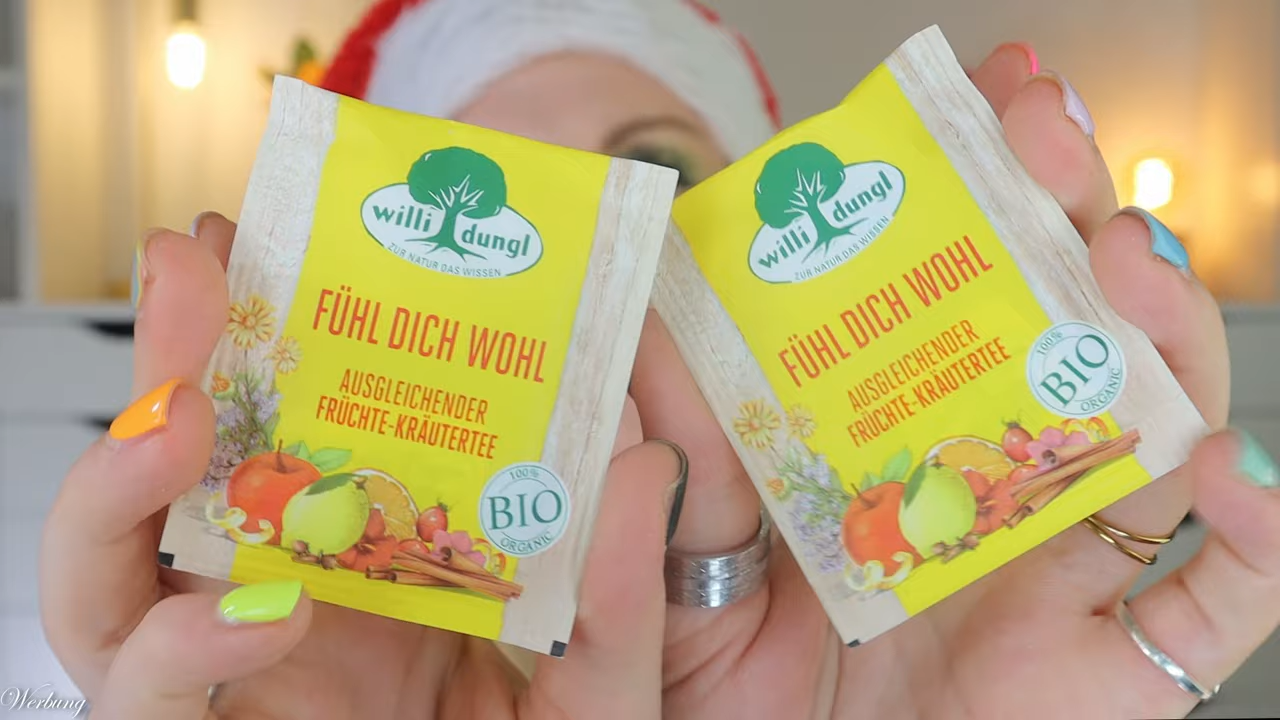 willi dungl
ZUR NATUR DAS WISSEN
FÜHL DICH WOHL
AUSGLEICHENDER
FRÜCHTE-KRÄUTERTEE
100%
BIO
ORGANIC
willi dungl
ZUR NATUR DAS WISSEN
FÜHL DICH WOHL
AUSGLEICHENDER
FRÜCHTE-KRÄUTERTEE
100%
BIO
ORGANIC
Werbung